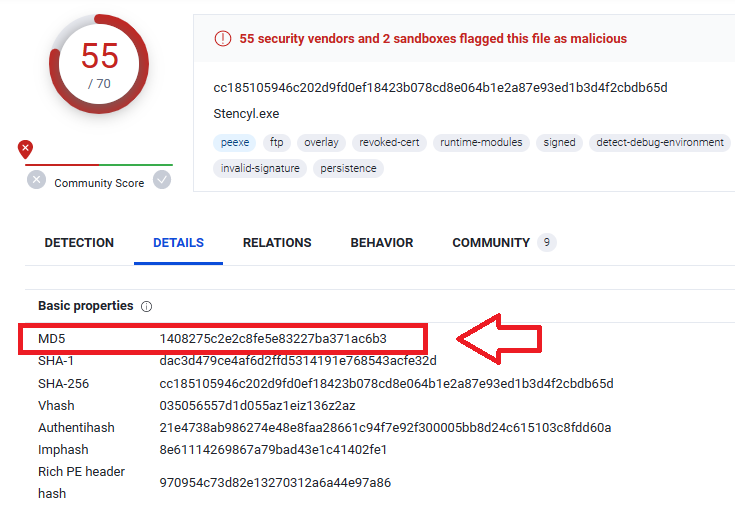 55
/ 70
Community Score
55 security vendors and 2 sandboxes flagged this file as malicious
cc185105946c202d9fd0ef18423b078cd8e064b1e2a87e93ed1b3d4f2cbdb65d
Stencyl.exe
peexe ftp overlay revoked-cert runtime-modules signed detect-debug-environment
invalid-signature persistence
DETECTION DETAILS RELATIONS BEHAVIOR COMMUNITY 9
Basic properties
MD5 1408275c2e2c8fe5e83227ba371ac6b3
SHA-1 dac3d479ce4af6d2ffd5314191e768543acfe32d
SHA-256 cc185105946c202d9fd0ef18423b078cd8e064b1e2a87e93ed1b3d4f2cbdb65d
Vhash 035056557d1d055az1eiz136z2az
Authentihash 21e4738ab986274e48e8faa28661c94f7e92f300005bb8d24c615103c8fdd60a
Imphash 8e61114269867a79bad43e1c41402fe1
Rich PE header
hash 970954c73d82e13270312a6a44e97a86